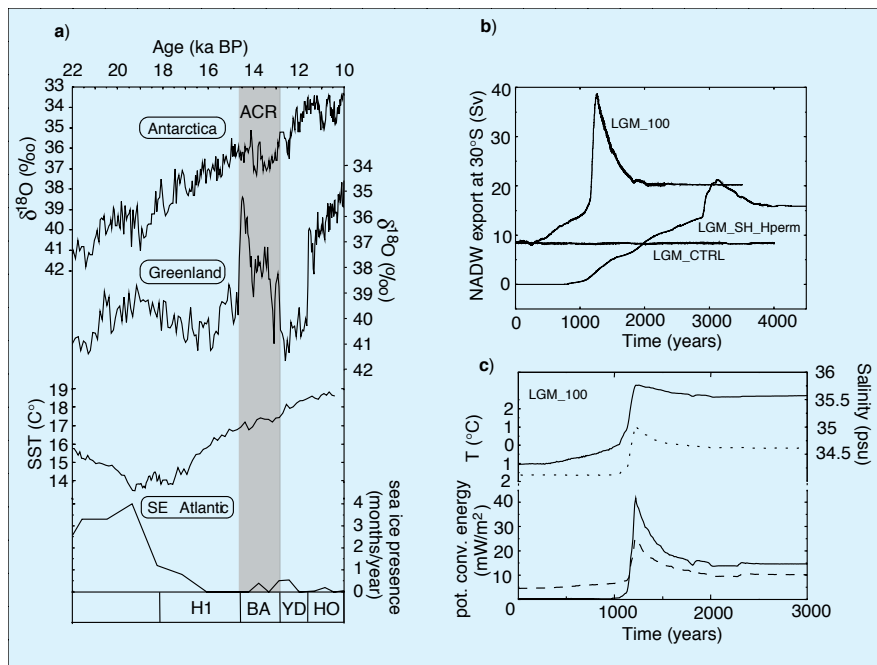 a)
Age (ka BP)
22 20 18 16 14 12 10
33
34
35
36
37
38
39
40
41
42
δ18O (‰)
ACR
Antarctica
34
35
36
37
38
39
40
41
42
δ18O (‰)
Greenland
19
18
17
16
15
14
SST (C°)
SE Atlantic
4
3
2
1
0
sea ice presence
(months/year)
H1 BA YD HO
b)
40
30
20
10
0
NADW export at 30°S (Sv)
LGM_100
LGM_SH_Hperm
LGM_CTRL
0 1000 2000 3000 4000
Time (years)
c)
LGM_100
2
1
0
1
2
T (°C)
36
35.5
35
34.5
Salinity (psu)
40
30
20
10
pot. conv. energy
(mW/m2)
0 1000 2000 3000
Time (years)